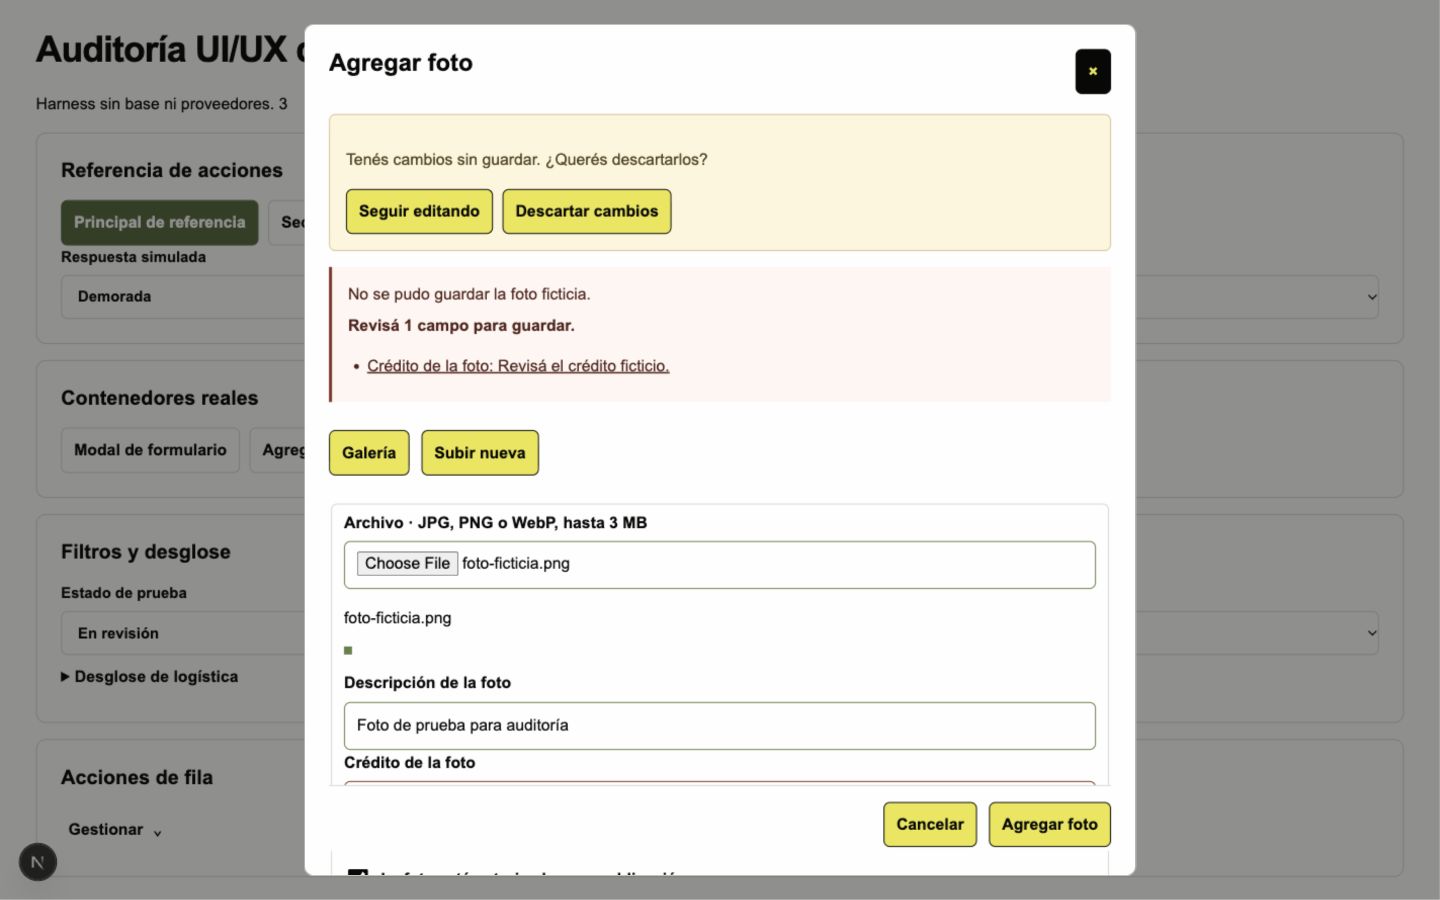 Auditoría UI/UX
Harness sin base ni proveedores. 3
Referencia de acciones
Principal de referencia
Respuesta simulada
Demorada
Contenedores reales
Modal de formulario
Filtros y desglose
Estado de prueba
En revisión
Desglose de logística
Acciones de fila
Gestionar
N
Agregar foto
×
Tenés cambios sin guardar. ¿Querés descartarlos?
Seguir editando Descartar cambios
No se pudo guardar la foto ficticia.
Revisá 1 campo para guardar.
• Crédito de la foto: Revisá el crédito ficticio.
Galería Subir nueva
Archivo · JPG, PNG o WebP, hasta 3 MB
Choose File foto-ficticia.png
foto-ficticia.png
Descripción de la foto
Foto de prueba para auditoría
Crédito de la foto
Cancelar Agregar foto